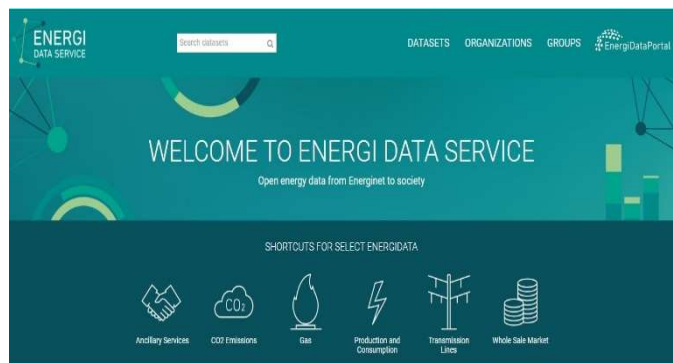 ENERGI
DATA SERVICE
Search datasets
DATASETS ORGANIZATIONS GROUPS EnergiDataPortal
WELCOME TO ENERGI DATA SERVICE
Open energy data from Energinet to society
SHORTCUTS FOR SELECT ENERGIDATA
CO2
Ancillary Services CO2 Emissions Gas Production and Transmission Whole Sale Market
Consumption Lines